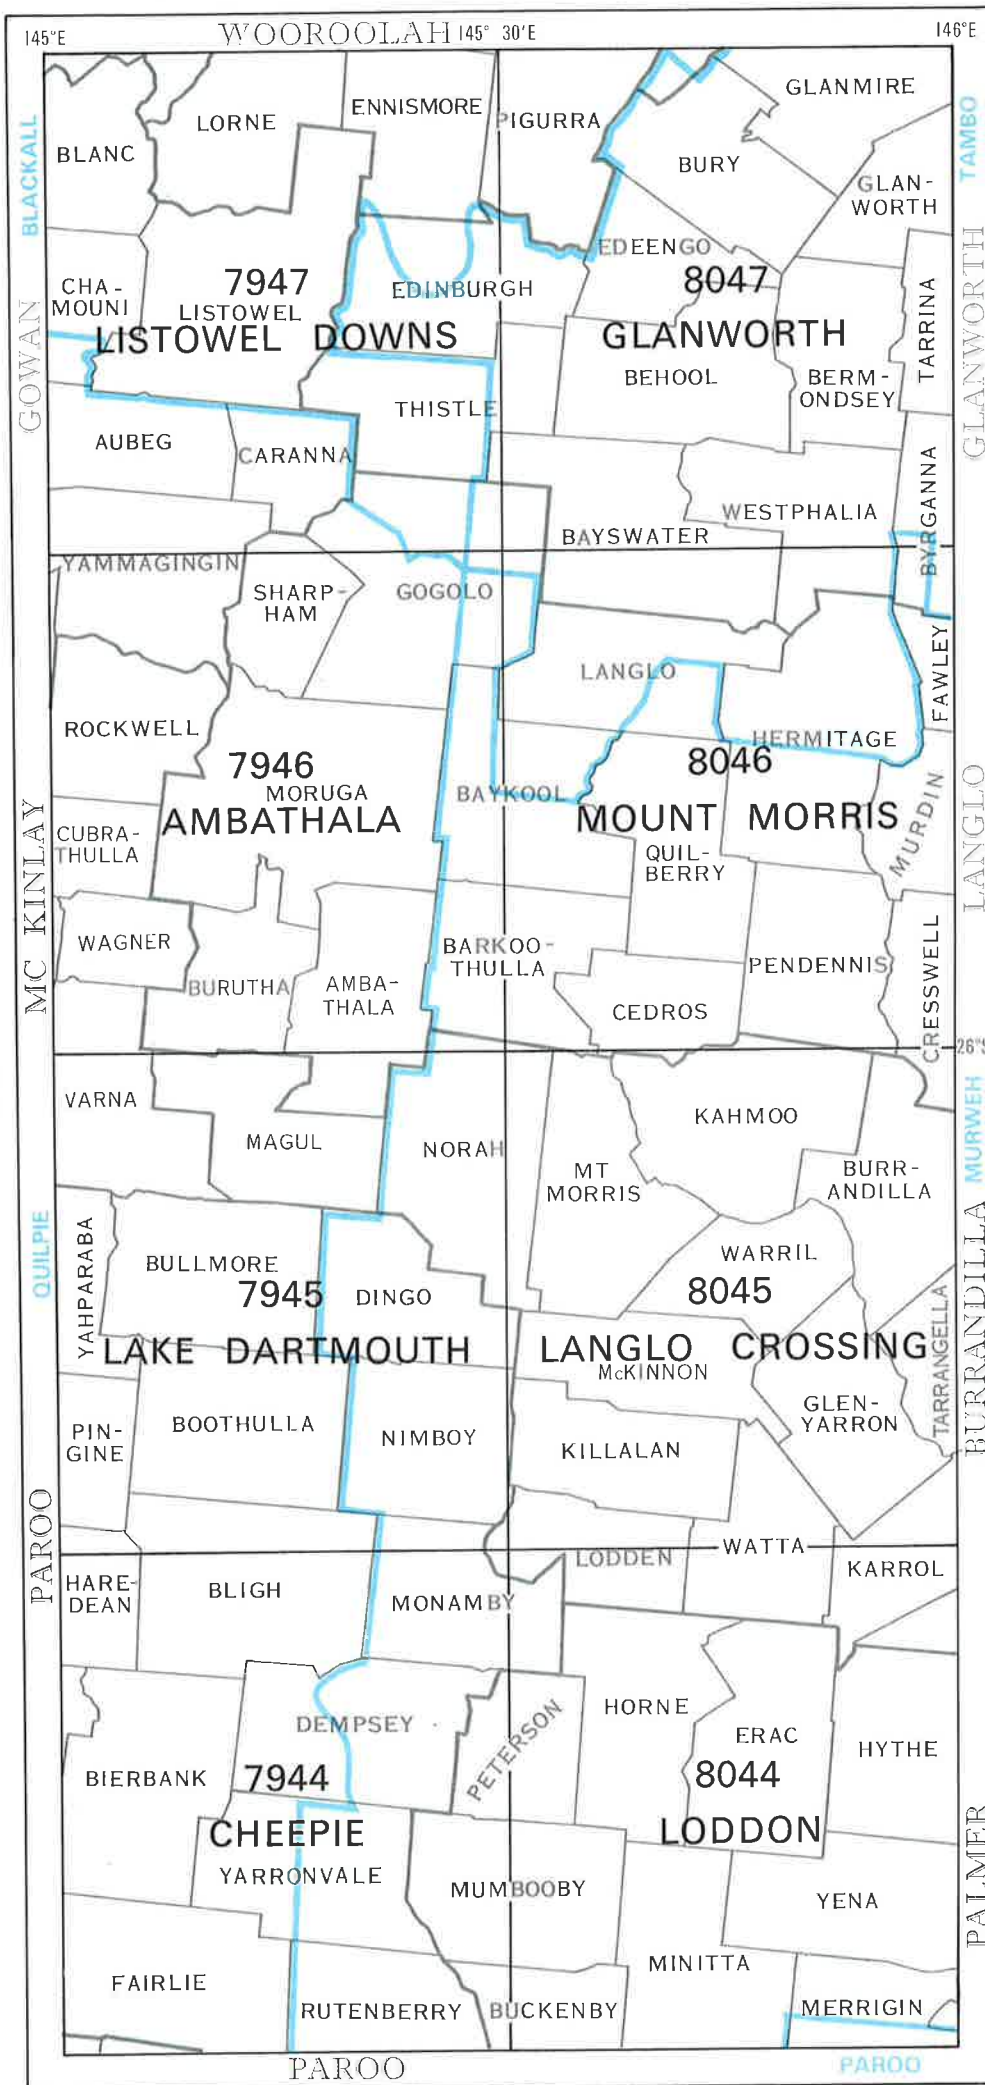 WOOROOLAH
145°E
145° 30'E
146°E
BLACKALL
TAMBO
BLANC
LORNE
ENNISMORE
PIGURRA
GLANMIRE
BURY
GLAN-
WORTH
EDEENGO
CHA-
MOUNI
7947
LISTOWEL
EDINBURGH
8047
LISTOWEL DOWNS
GLANWORTH
TARRINA
GOWAN
GLANWORTH
THISTLE
BEHOOL
BERM-
ONDSEY
AUBEG
CARANNA
BAYSWATER
WESTPHALIA
BYRGANNA
YAMMAGINGIN
SHARP-
HAM
GOGOLO
LANGLO
FAWLEY
ROCKWELL
HERMITAGE
7946
MORUGA
AMBATHALA
BAYKOOL
8046
MOUNT MORRIS
MURDIN
LANGLO
CUBRA-
THULLA
QUIL-
BERRY
MC KINLAY
WAGNER
BURUTHA
AMBA-
THALA
BARKOO-
THULLA
CEDROS
PENDENNIS
CRESSWELL
26°S
VARNA
MAGUL
NORAH
KAHMOO
MT
MORRIS
BURR-
ANDILLA
MURWEH
QUILPIE
YAHPARABA
BULLMORE
7945
DINGO
WARRIL
8045
LAKE DARTMOUTH
LANGLO CROSSING
McKINNON
TARRANGELLA
BURRANDILLA
PIN-
GINE
BOOTHULLA
NIMBOY
KILLALAN
GLEN-
YARRON
PAROO
HARE-
DEAN
BLIGH
MONAMBY
LODDEN
WATTA
KARROL
DEMPSEY
PETERSON
HORNE
ERAC
HYTHE
BIERBANK
7944
CHEEPIE
8044
LODDON
YARRONVALE
MUMBOOBY
YENA
PALMER
FAIRLIE
RUTENBERRY
BUCKENBY
MINITTA
MERRIGIN
PAROO
PAROO